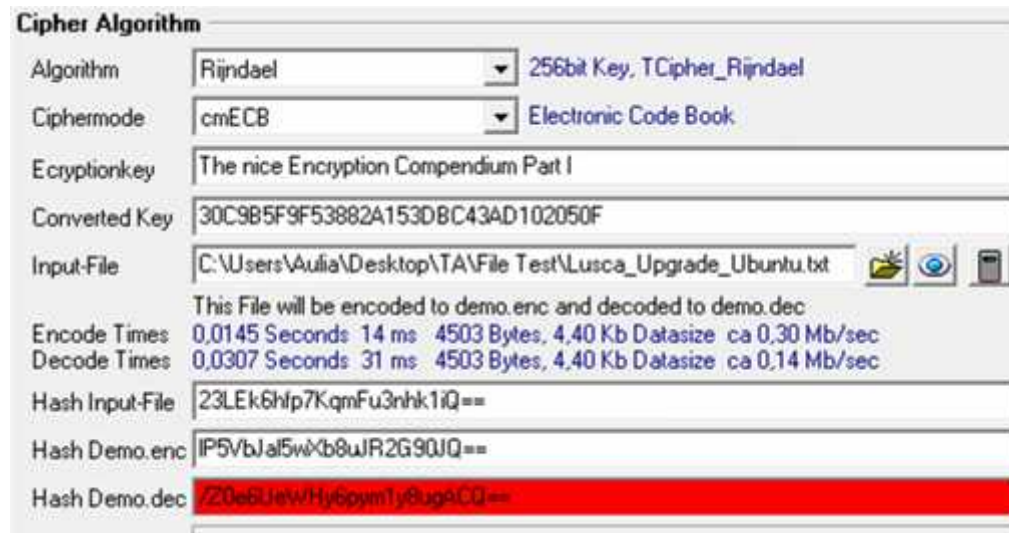 Cipher Algorithm
Algorithm Rijndael 256bit Key, TCipher_Rijndael
Ciphermode cmECB Electronic Code Book
Ecryptionkey The nice Encryption Compendium Part I
Converted Key 30C9B5F9F53882A153DBC43AD102050F
Input-File C:\Users\Aulia\Desktop\TA\File Test\Lusca_Upgrade_Ubuntu.txt
This File will be encoded to demo.enc and decoded to demo.dec
Encode Times 0,0145 Seconds 14 ms 4503 Bytes, 4,40 Kb Datasize ca 0,30 Mb/sec
Decode Times 0,0307 Seconds 31 ms 4503 Bytes, 4,40 Kb Datasize ca 0,14 Mb/sec
Hash Input-File 23LEk6hfp7KqmFu3nhk1iQ==
Hash Demo.enc
Hash Demo.dec